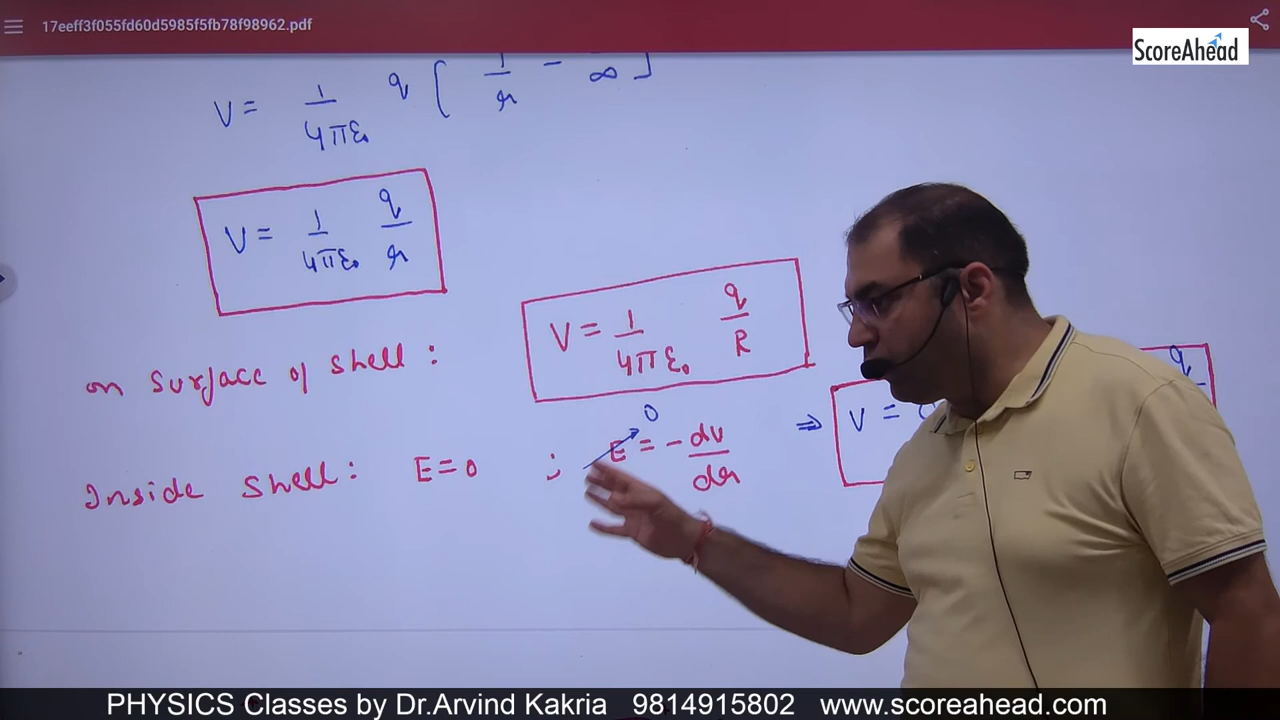 17eeff3f055fd60d5985f5fb78f98962.pdf
ScoreAhead
V = 1/4πε₀ q [ 1/r - ∞ ]
V = 1/4πε₀ q/r
on surface of shell : V = 1/4πε₀ q/R
Inside shell : E = 0 ; E = - dv/dr ⇒ V = q
0
PHYSICS Classes by Dr.Arvind Kakria 9814915802 www.scoreahead.com